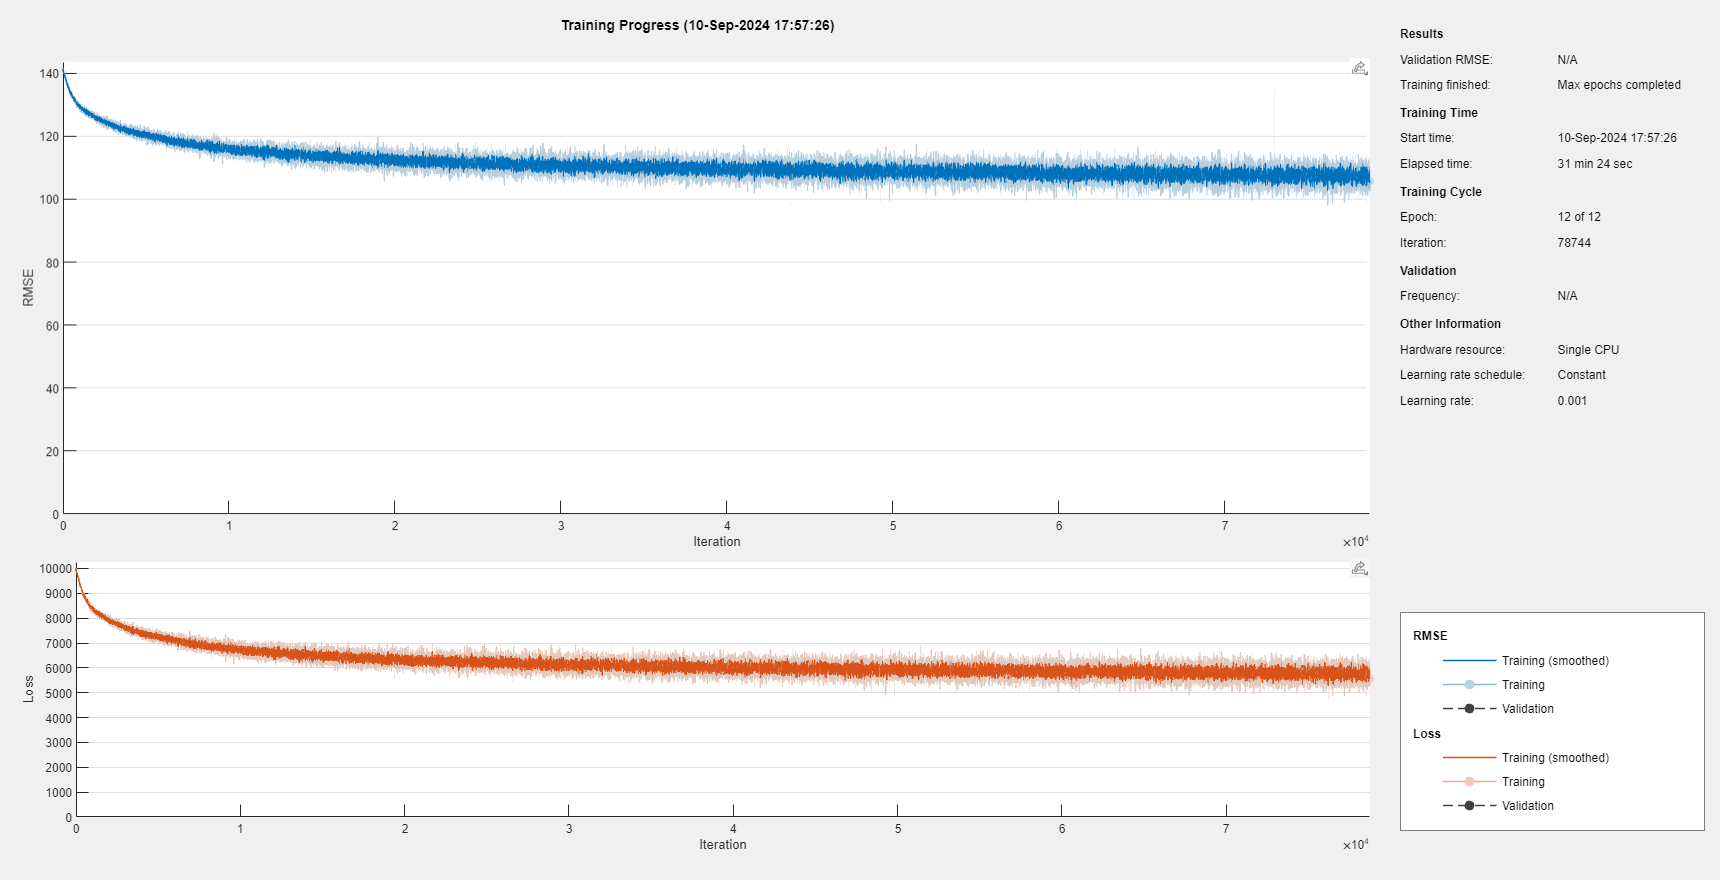 Training Progress (10-Sep-2024 17:57:26)
140
120
100
80
60
40
20
0
RMSE
0 1 2 3 4 5 6 7
Iteration
×10⁴
10000
9000
8000
7000
6000
5000
4000
3000
2000
1000
0
Loss
0 1 2 3 4 5 6 7
Iteration
×10⁴
Results
Validation RMSE: N/A
Training finished: Max epochs completed
Training Time
Start time: 10-Sep-2024 17:57:26
Elapsed time: 31 min 24 sec
Training Cycle
Epoch: 12 of 12
Iteration: 78744
Validation
Frequency: N/A
Other Information
Hardware resource: Single CPU
Learning rate schedule: Constant
Learning rate: 0.001
RMSE
Training (smoothed)
Training
Validation
Loss
Training (smoothed)
Training
Validation